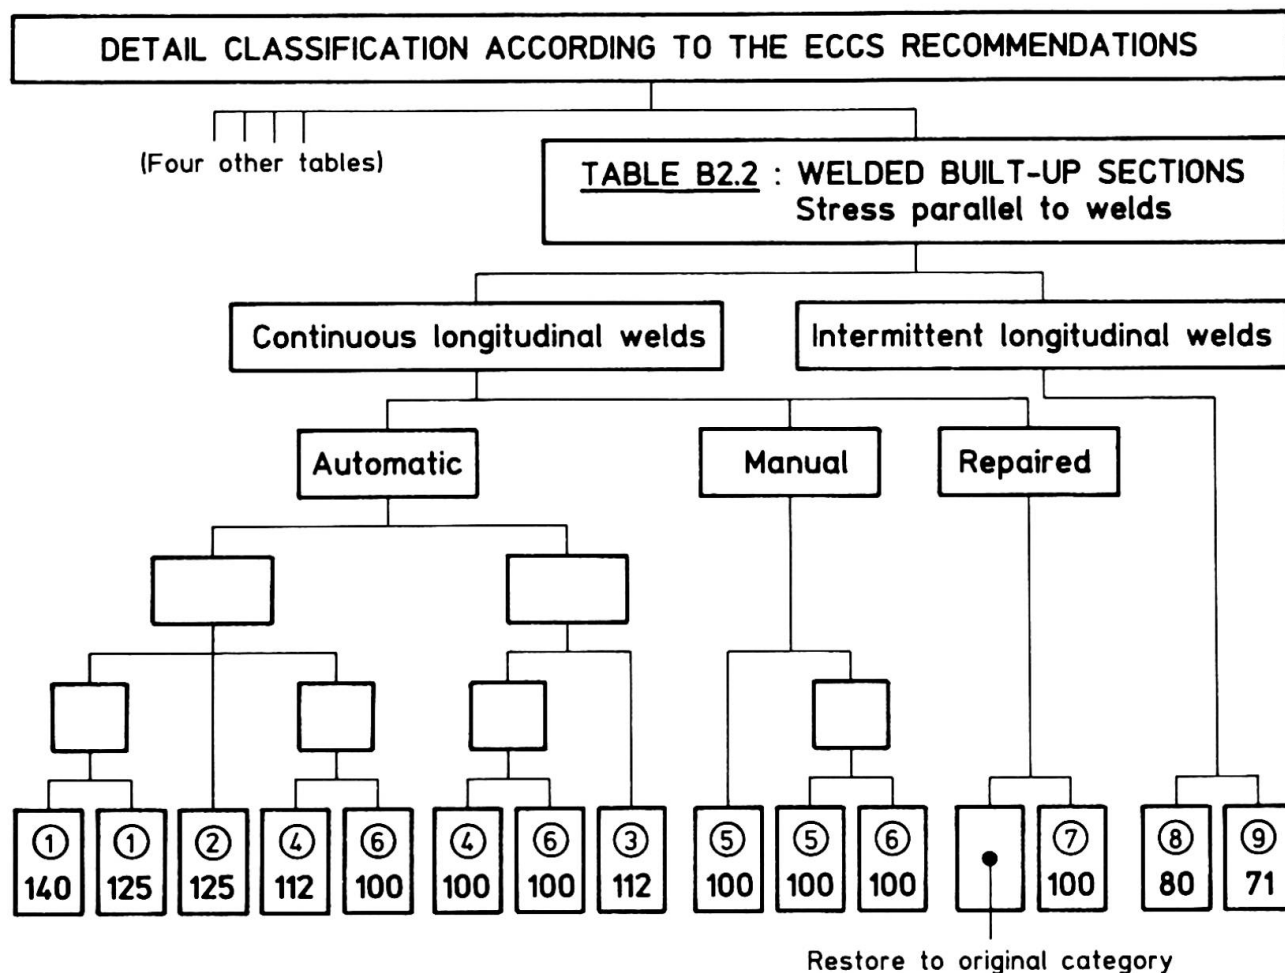 DETAIL CLASSIFICATION ACCORDING TO THE ECCS RECOMMENDATIONS
(Four other tables)
TABLE B2.2 : WELDED BUILT-UP SECTIONS
Stress parallel to welds
Continuous longitudinal welds
Intermittent longitudinal welds
Automatic
Manual
Repaired
① ① ② ④ ⑥ ④ ⑥ ③ ⑤ ⑤ ⑥ ⑦ ⑧ ⑨
140 125 125 112 100 100 100 112 100 100 100 100 80 71
Restore to original category